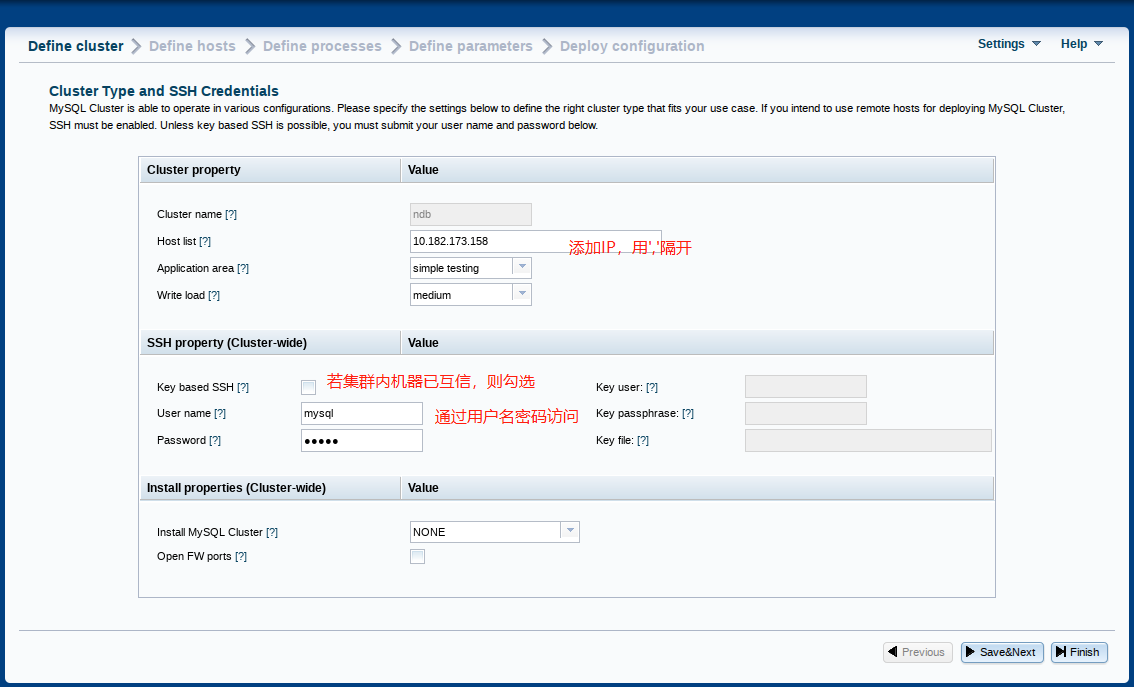 Define cluster Define hosts Define processes Define parameters Deploy configuration Settings Help
Cluster Type and SSH Credentials
MySQL Cluster is able to operate in various configurations. Please specify the settings below to define the right cluster type that fits your use case. If you intend to use remote hosts for deploying MySQL Cluster,
SSH must be enabled. Unless key based SSH is possible, you must submit your user name and password below.
Cluster property Value
Cluster name [?] ndb
Host list [?] 10.182.173.158 添加IP，用','隔开
Application area [?] simple testing
Write load [?] medium
SSH property (Cluster-wide) Value
Key based SSH [?] 若集群内机器已互信，则勾选 Key user: [?]
User name [?] mysql 通过用户名密码访问 Key passphrase: [?]
Password [?] ●●●●● Key file: [?]
Install properties (Cluster-wide) Value
Install MySQL Cluster [?] NONE
Open FW ports [?]
Previous Save&Next Finish